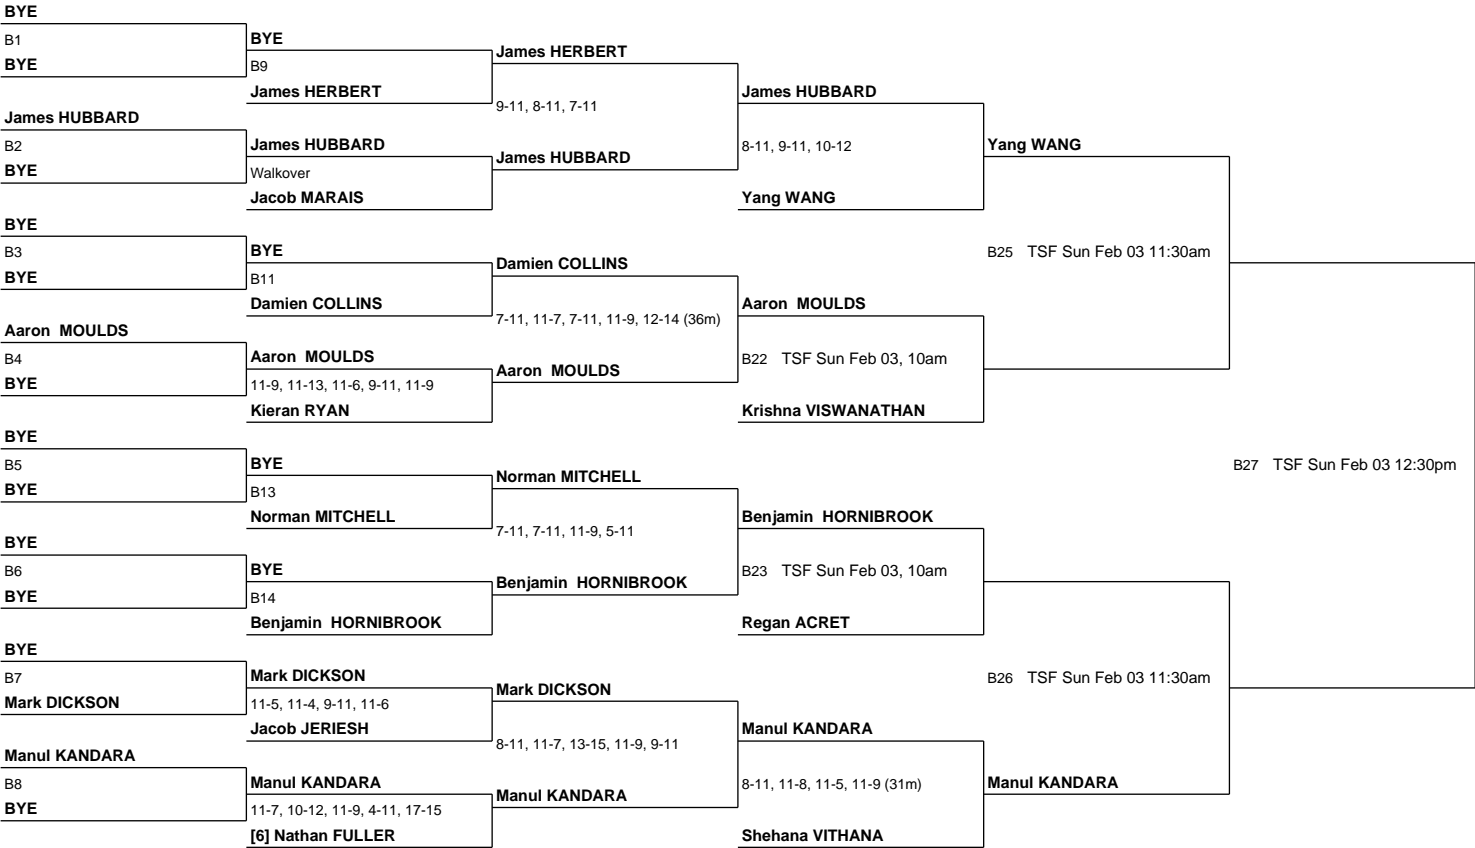 BYE
B1
BYE
James HUBBARD
B2
BYE
BYE
B3
BYE
Aaron  MOULDS
B4
BYE
BYE
B5
BYE
BYE
B6
BYE
BYE
B7
Mark DICKSON
Manul KANDARA
B8
BYE
BYE
B9
James HERBERT
James HUBBARD
Walkover
Jacob MARAIS
BYE
B11
Damien COLLINS
Aaron  MOULDS
11-9, 11-13, 11-6, 9-11, 11-9
Kieran RYAN
BYE
B13
Norman MITCHELL
BYE
B14
Benjamin  HORNIBROOK
Mark DICKSON
11-5, 11-4, 9-11, 11-6
Jacob JERIESH
Manul KANDARA
11-7, 10-12, 11-9, 4-11, 17-15
[6] Nathan FULLER
James HERBERT
9-11, 8-11, 7-11
James HUBBARD
Damien COLLINS
7-11, 11-7, 7-11, 11-9, 12-14 (36m)
Aaron  MOULDS
Norman MITCHELL
7-11, 7-11, 11-9, 5-11
Benjamin  HORNIBROOK
Mark DICKSON
8-11, 11-7, 13-15, 11-9, 9-11
Manul KANDARA
James HUBBARD
8-11, 9-11, 10-12
Yang WANG
Aaron  MOULDS
B22 TSF Sun Feb 03, 10am
Krishna VISWANATHAN
Benjamin  HORNIBROOK
B23 TSF Sun Feb 03, 10am
Regan ACRET
Manul KANDARA
8-11, 11-8, 11-5, 11-9 (31m)
Shehana VITHANA
Yang WANG
B25 TSF Sun Feb 03 11:30am
B26 TSF Sun Feb 03 11:30am
Manul KANDARA
B27 TSF Sun Feb 03 12:30pm